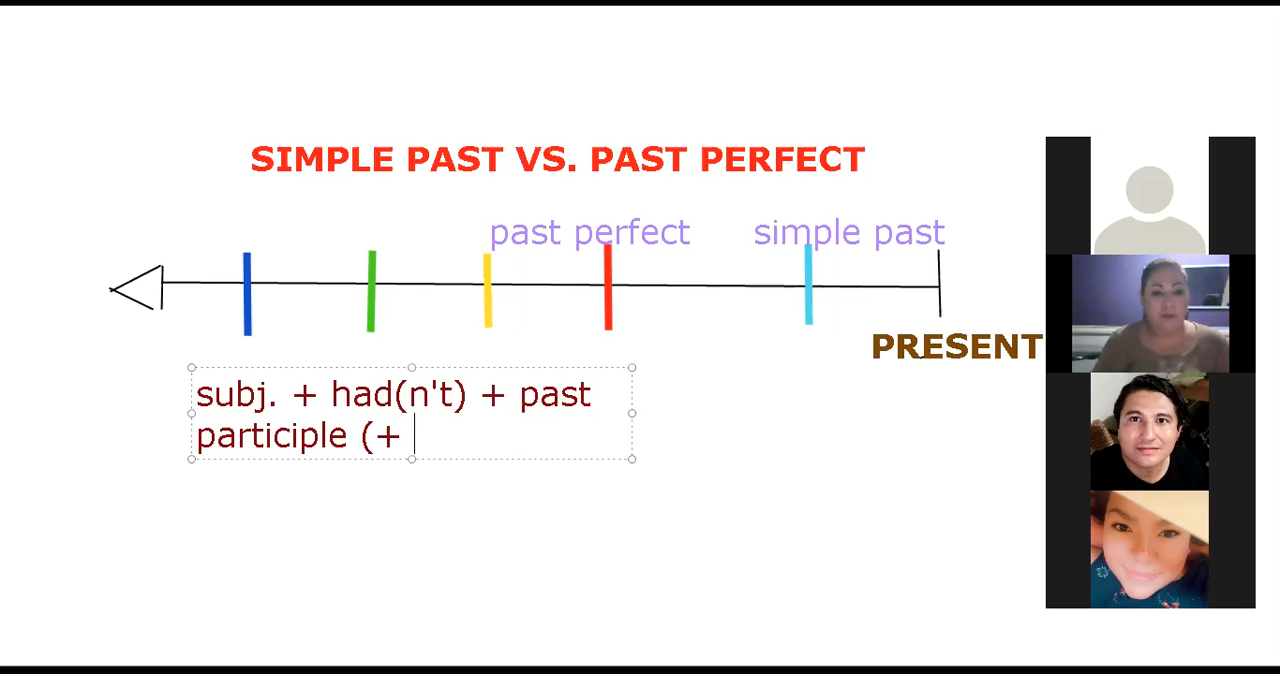 SIMPLE PAST VS. PAST PERFECT
past perfect simple past
PRESENT
subj. + had(n't) + past
participle (+